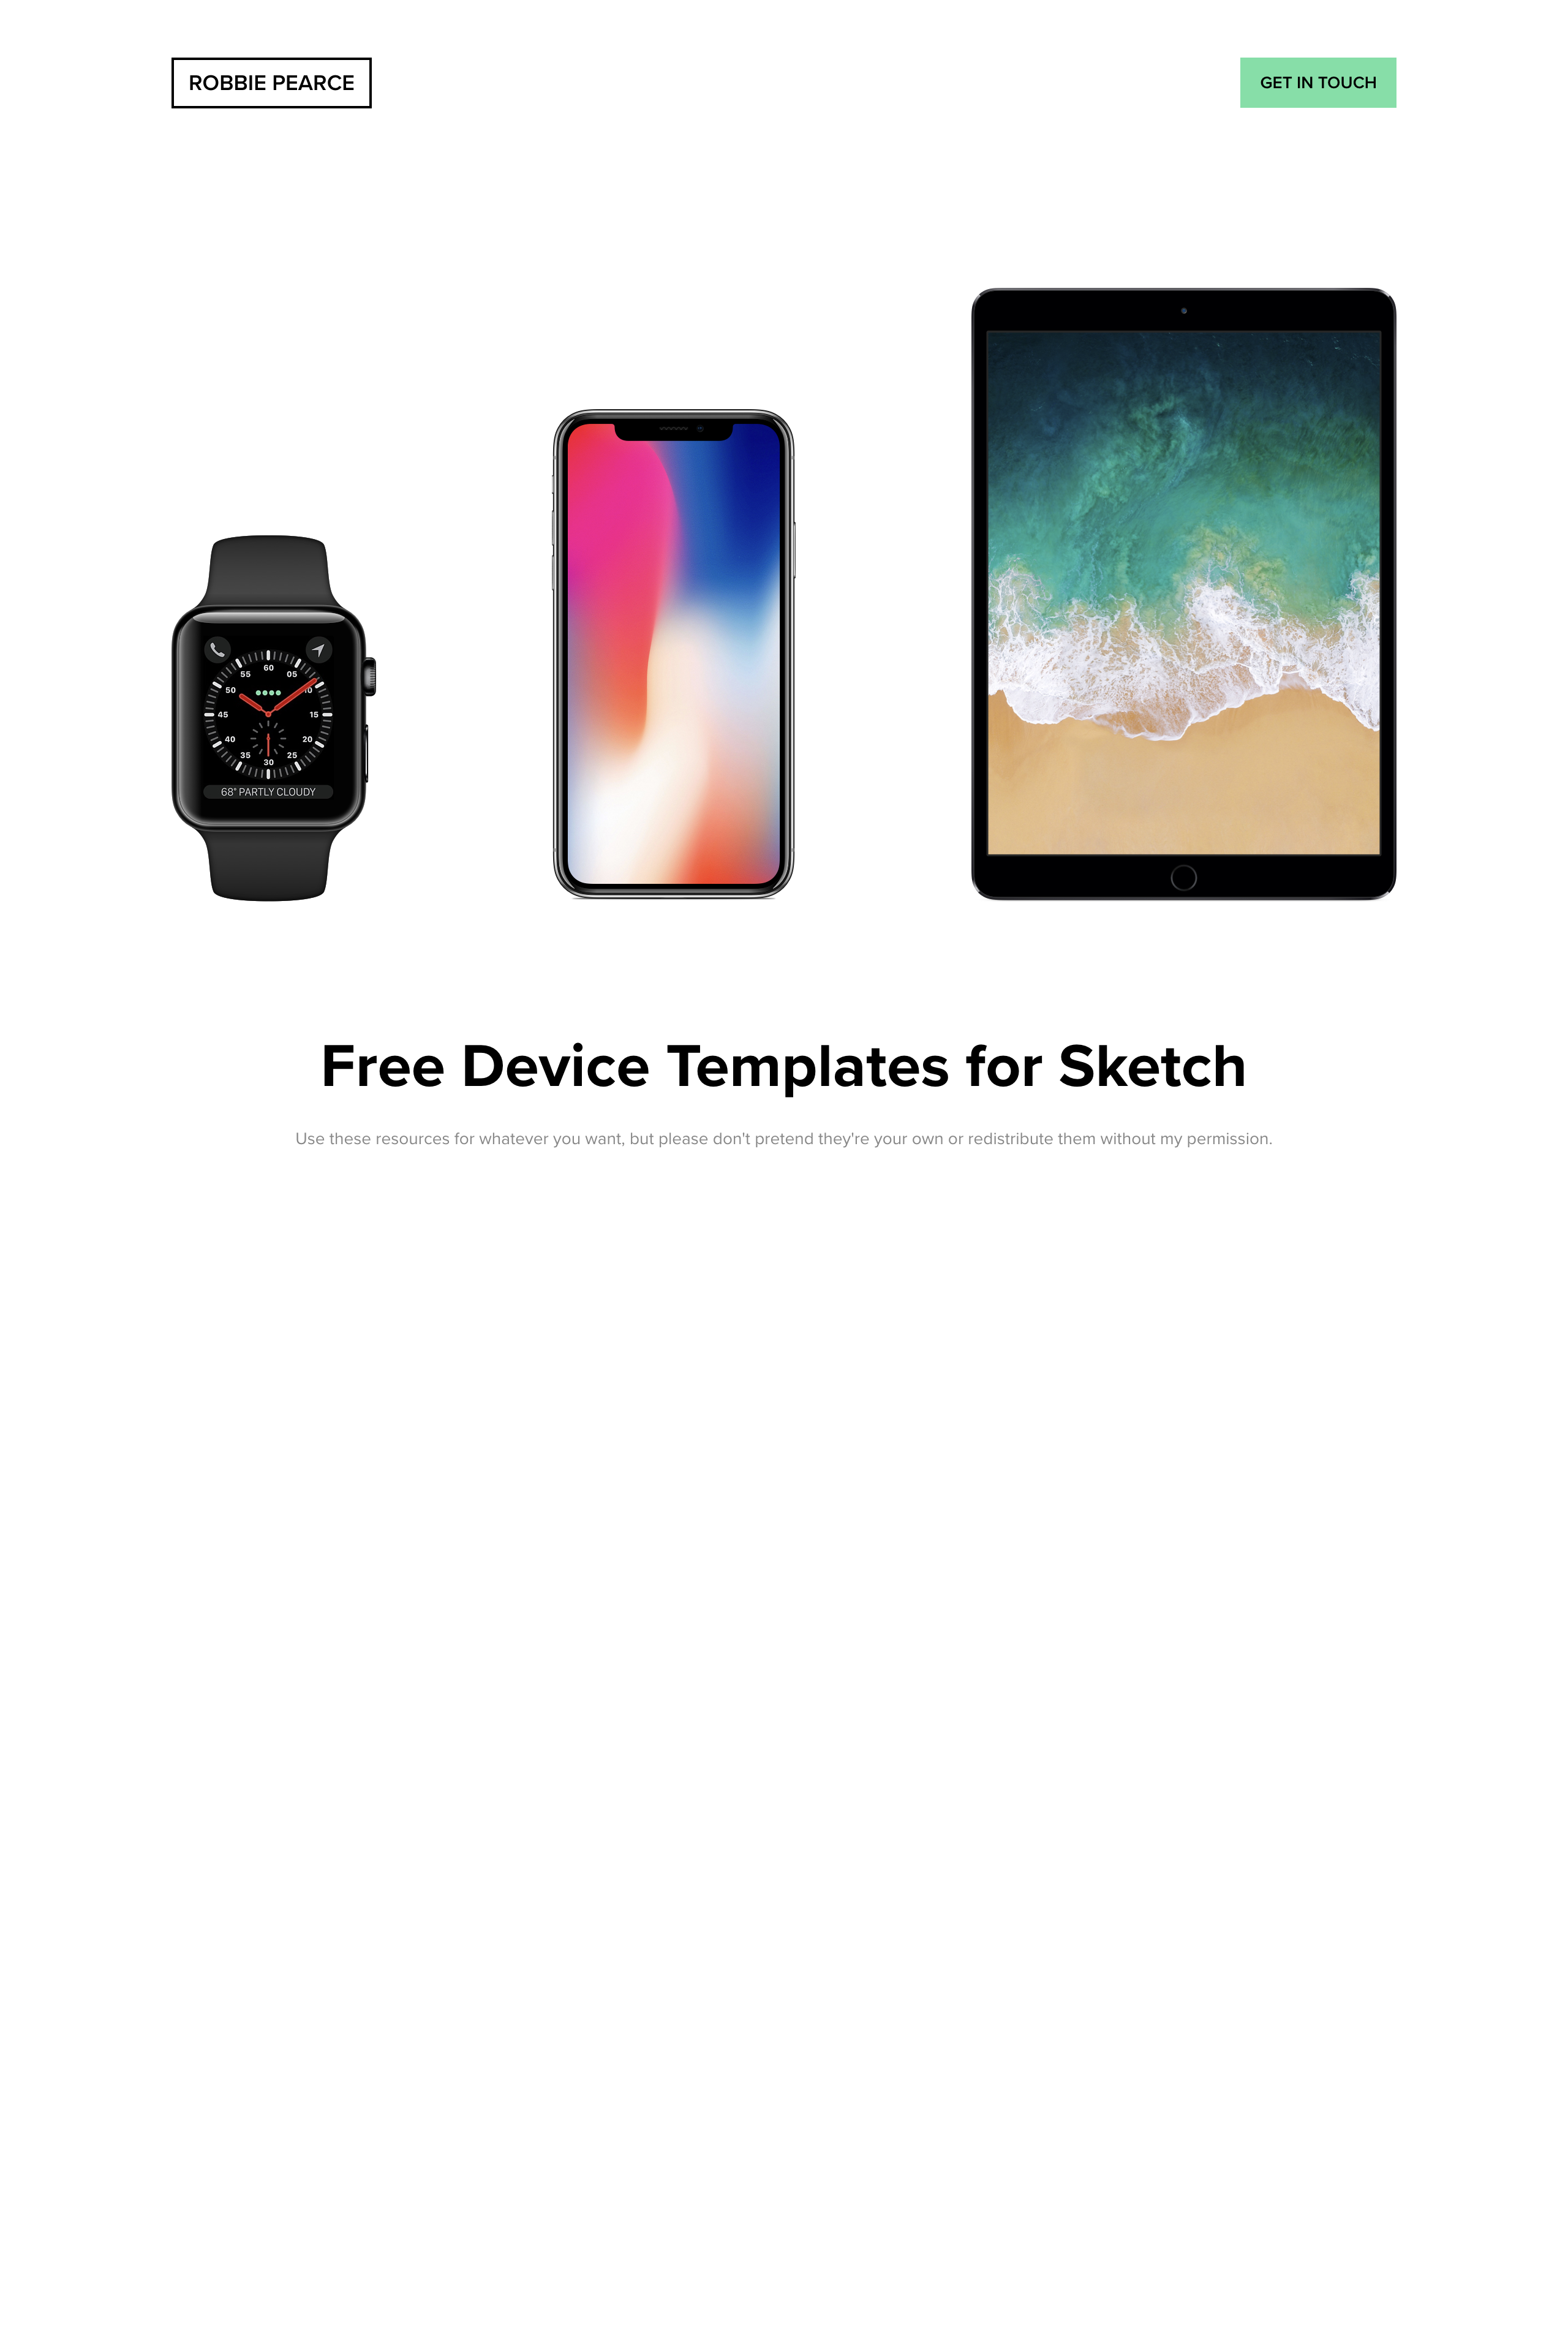 ROBBIE PEARCE
GET IN TOUCH
60
55 05
50 10
45 15
40 20
35 25
30
68° PARTLY CLOUDY
Free Device Templates for Sketch
Use these resources for whatever you want, but please don't pretend they're your own or redistribute them without my permission.